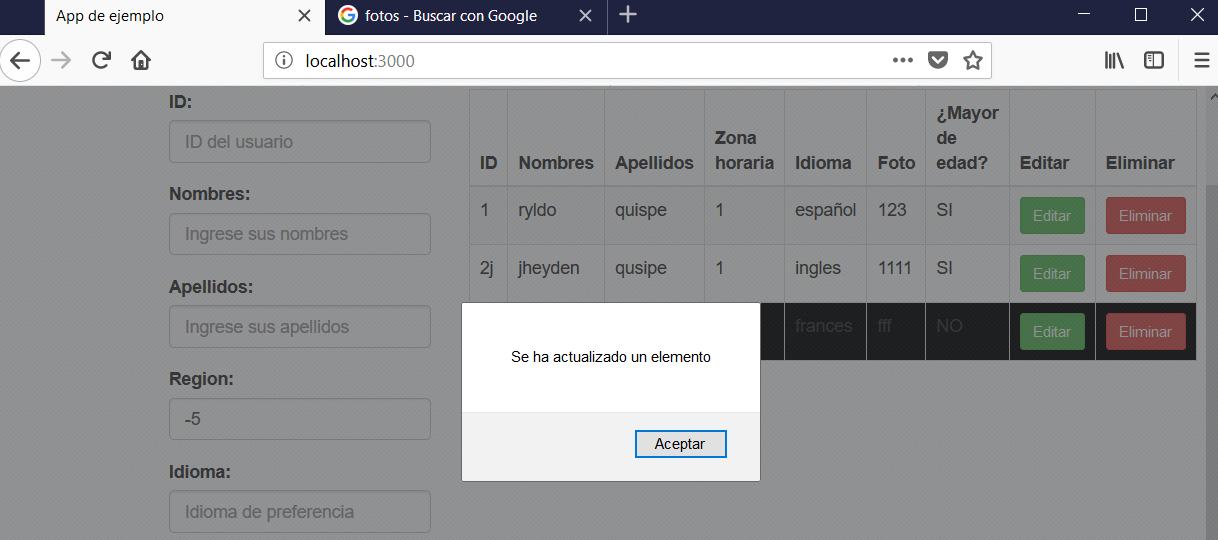 App de ejemplo
fotos - Buscar con Google
localhost:3000
ID:
ID del usuario
Nombres:
Ingrese sus nombres
Apellidos:
Ingrese sus apellidos
Region:
-5
Idioma:
Idioma de preferencia
ID Nombres Apellidos Zona horaria Idioma Foto ¿Mayor de edad? Editar Eliminar
1 ryldo quispe 1 español 123 SI Editar Eliminar
2j jheyden qusipe 1 ingles 1111 SI Editar Eliminar
frances fff NO Editar Eliminar
Se ha actualizado un elemento
Aceptar